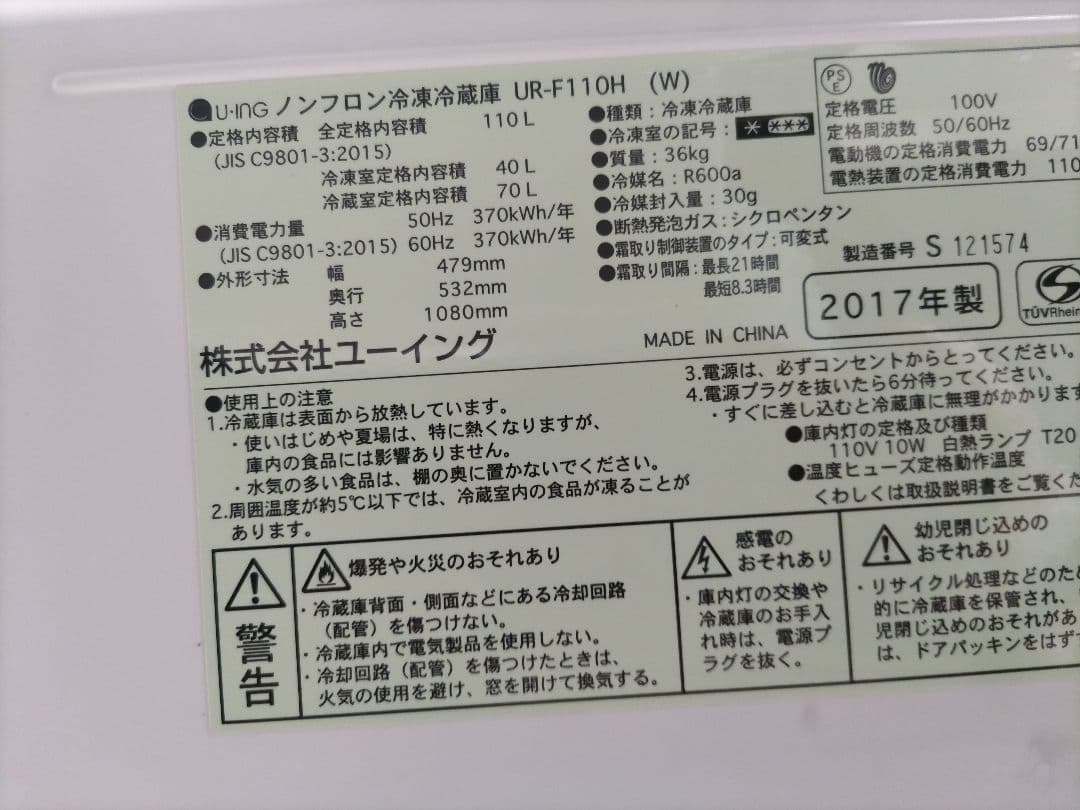 U-ING ノンフロン冷凍冷蔵庫 UR-F110H (W)
●定格内容積 全定格内容積 110 L
(JIS C9801-3:2015)
冷凍室定格内容積 40 L
冷蔵室定格内容積 70 L
●消費電力量 50Hz 370kWh/年
(JIS C9801-3:2015) 60Hz 370kWh/年
●外形寸法 幅 479mm
奥行 532mm
高さ 1080mm
株式会社ユーイング
●種類:冷凍冷蔵庫
●冷凍室の記号:* ***
●質量:36kg
●冷媒名:R600a
●冷媒封入量:30g
●断熱発泡ガス:シクロペンタン
●霜取り制御装置のタイプ:可変式
●霜取り間隔:最長21時間
最短8.3時間
MADE IN CHINA
PS
E
定格電圧 100V
定格周波数 50/60Hz
電動機の定格消費電力 69/71
電熱装置の定格消費電力 110
製造番号 S 121574
2017年製
TÜVRhein
●使用上の注意
1.冷蔵庫は表面から放熱しています。
・使いはじめや夏場は、特に熱くなりますが、
庫内の食品には影響ありません。
・水気の多い食品は、棚の奥に置かないでください。
2.周囲温度が約5℃以下では、冷蔵室内の食品が凍ることが
あります。
3.電源は、必ずコンセントからとってください。
4.電源プラグを抜いたら6分待ってください。
・すぐに差し込むと冷蔵庫に無理がかかります
●庫内灯の定格及び種類
110V 10W 白熱ランプ T20
●温度ヒューズ定格動作温度
くわしくは取扱説明書をご覧くだ
警告
爆発や火災のおそれあり
・冷蔵庫背面・側面などにある冷却回路
(配管)を傷つけない。
・冷蔵庫内で電気製品を使用しない。
・冷却回路(配管)を傷つけたときは、
火気の使用を避け、窓を開けて換気する。
感電の
おそれあり
・庫内灯の交換や
冷蔵庫のお手入
れ時は、電源プ
ラグを抜く。
幼児閉じ込めの
おそれあり
・リサイクル処理などのため
的に冷蔵庫を保管され、
児閉じ込めのおそれがあ
は、ドアパッキンをはず